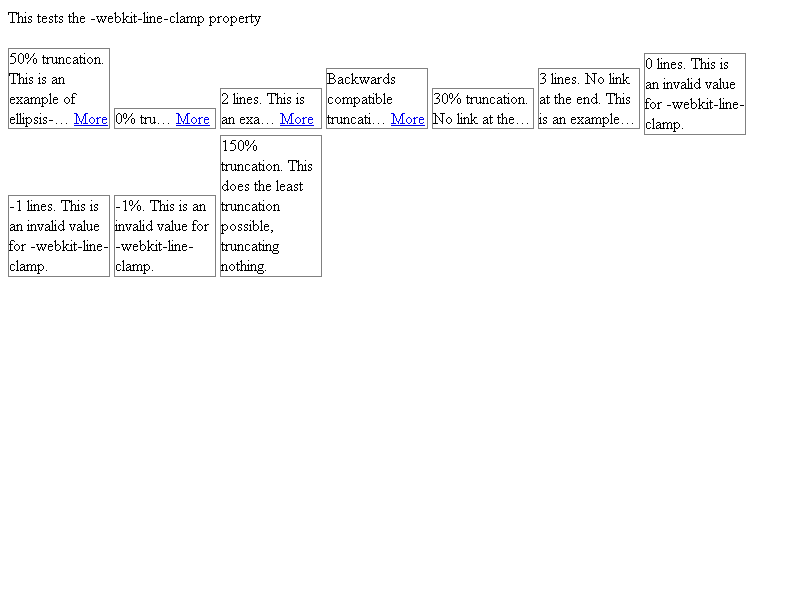 This tests the -webkit-line-clamp property
50% truncation.
This is an
example of
ellipsis-… More
0% tru… More
2 lines. This is
an exa… More
Backwards
compatible
truncati… More
30% truncation.
No link at the…
3 lines. No link
at the end. This
is an example…
0 lines. This is
an invalid value
for -webkit-line-
clamp.
-1 lines. This is
an invalid value
for -webkit-line-
clamp.
-1%. This is an
invalid value for
-webkit-line-
clamp.
150%
truncation. This
does the least
truncation
possible,
truncating
nothing.